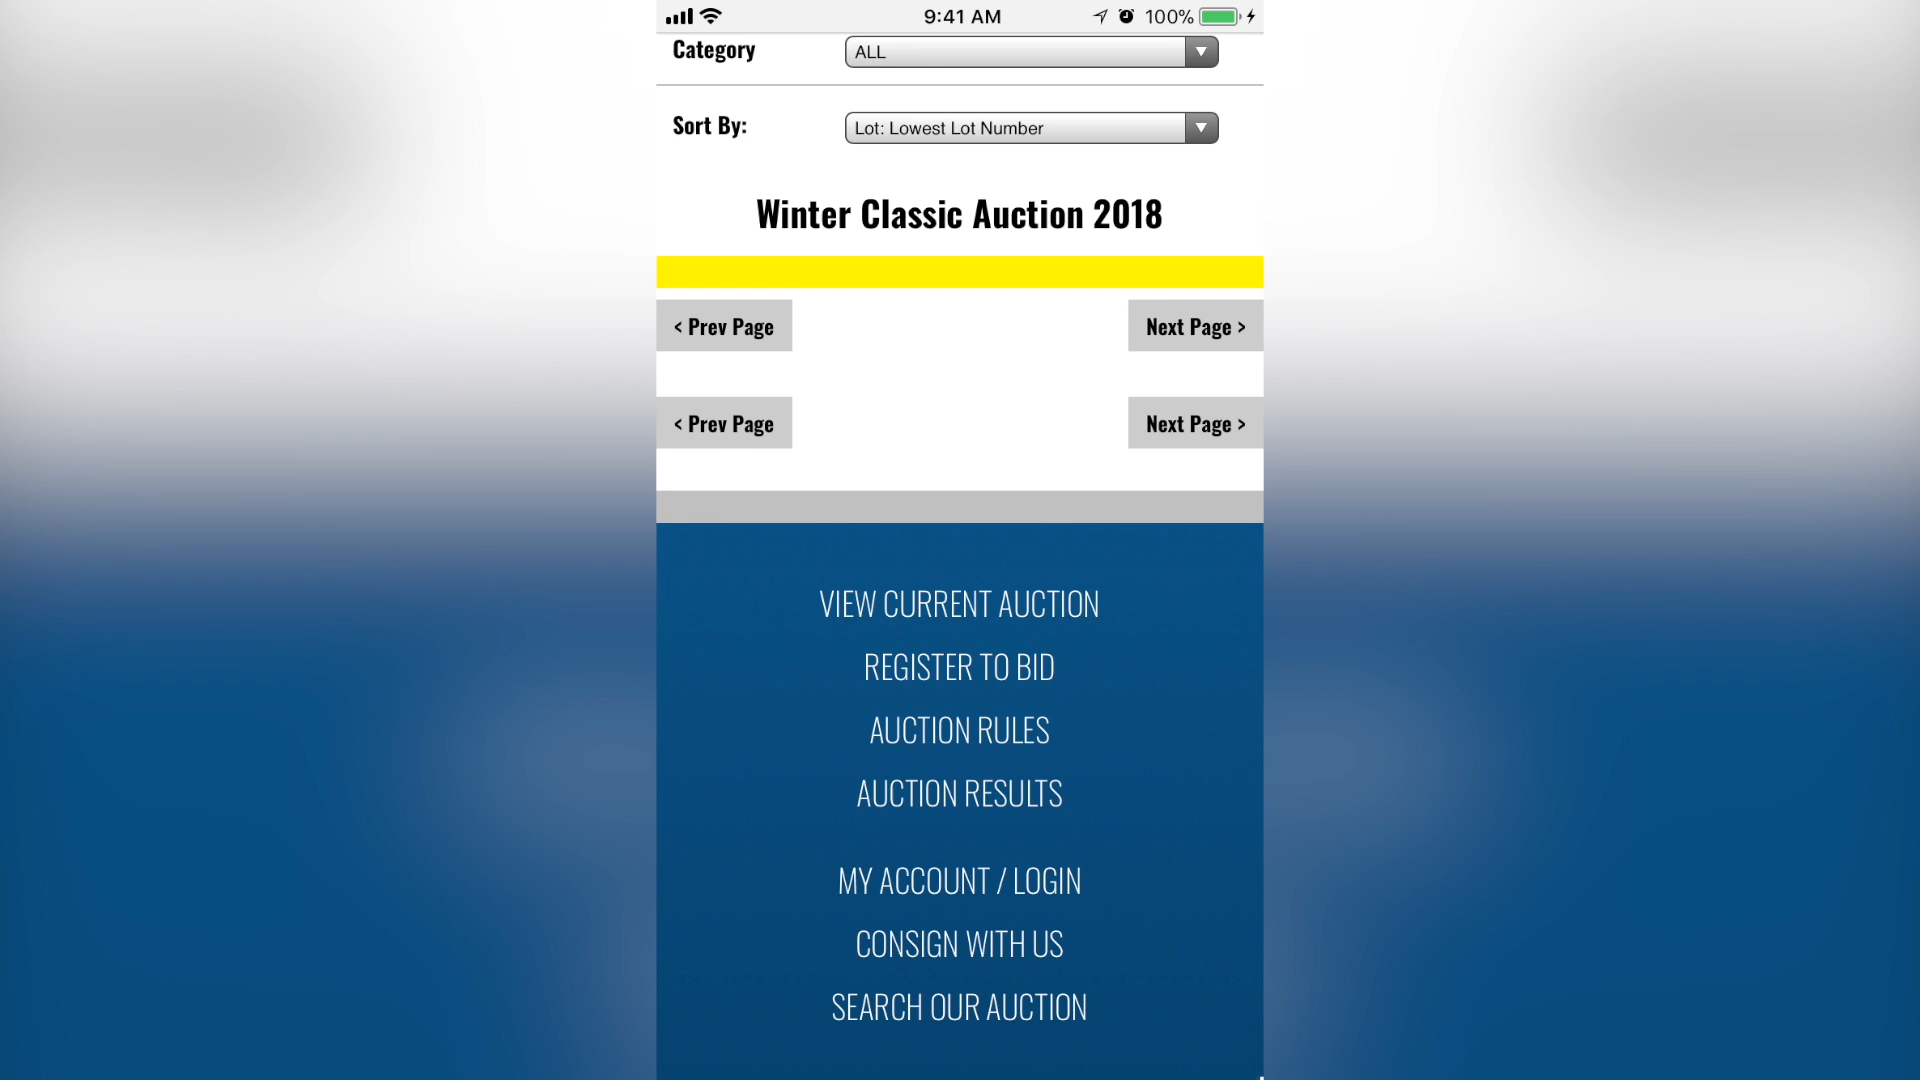 9:41 AM
100%
Category
ALL
Sort By:
Lot: Lowest Lot Number
Winter Classic Auction 2018
< Prev Page
Next Page >
< Prev Page
Next Page >
VIEW CURRENT AUCTION
REGISTER TO BID
AUCTION RULES
AUCTION RESULTS
MY ACCOUNT / LOGIN
CONSIGN WITH US
SEARCH OUR AUCTION